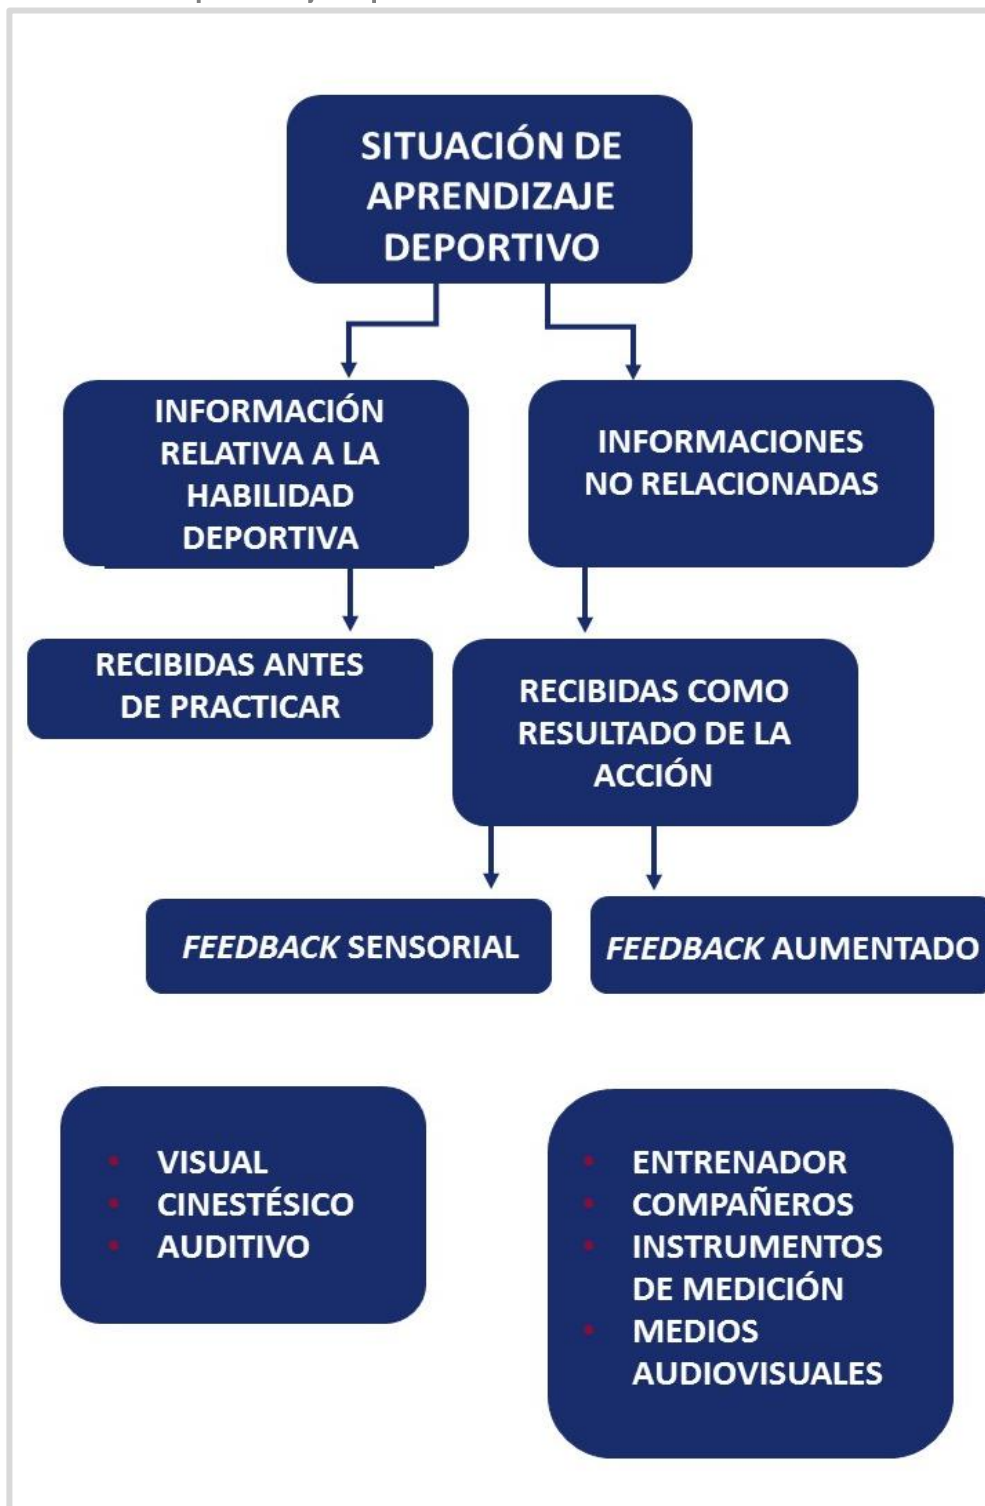 SITUACIÓN DE
APRENDIZAJE
DEPORTIVO
INFORMACIÓN
RELATIVA A LA
HABILIDAD
DEPORTIVA
INFORMACIONES
NO RELACIONADAS
RECIBIDAS ANTES
DE PRACTICAR
RECIBIDAS COMO
RESULTADO DE LA
ACCIÓN
FEEDBACK SENSORIAL
FEEDBACK AUMENTADO
• VISUAL
• CINESTÉSICO
• AUDITIVO
• ENTRENADOR
• COMPAÑEROS
• INSTRUMENTOS
DE MEDICIÓN
• MEDIOS
AUDIOVISUALES